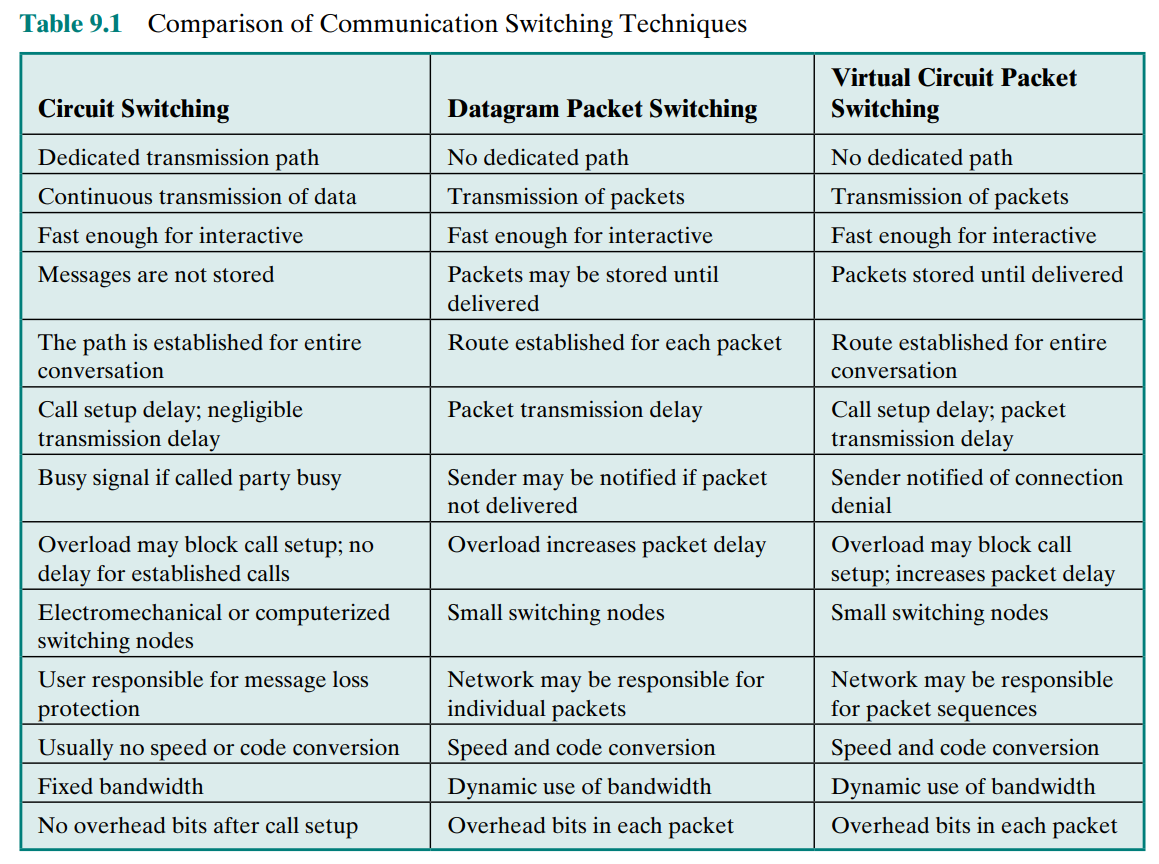 Table 9.1 Comparison of Communication Switching Techniques
Circuit Switching
Datagram Packet Switching
Virtual Circuit Packet
Switching
Dedicated transmission path
No dedicated path
No dedicated path
Continuous transmission of data
Transmission of packets
Transmission of packets
Fast enough for interactive
Fast enough for interactive
Fast enough for interactive
Messages are not stored
Packets may be stored until
delivered
Packets stored until delivered
The path is established for entire
conversation
Route established for each packet
Route established for entire
conversation
Call setup delay; negligible
transmission delay
Packet transmission delay
Call setup delay; packet
transmission delay
Busy signal if called party busy
Sender may be notified if packet
not delivered
Sender notified of connection
denial
Overload may block call setup; no
delay for established calls
Overload increases packet delay
Overload may block call
setup; increases packet delay
Electromechanical or computerized
switching nodes
Small switching nodes
Small switching nodes
User responsible for message loss
protection
Network may be responsible for
individual packets
Network may be responsible
for packet sequences
Usually no speed or code conversion
Speed and code conversion
Speed and code conversion
Fixed bandwidth
Dynamic use of bandwidth
Dynamic use of bandwidth
No overhead bits after call setup
Overhead bits in each packet
Overhead bits in each packet